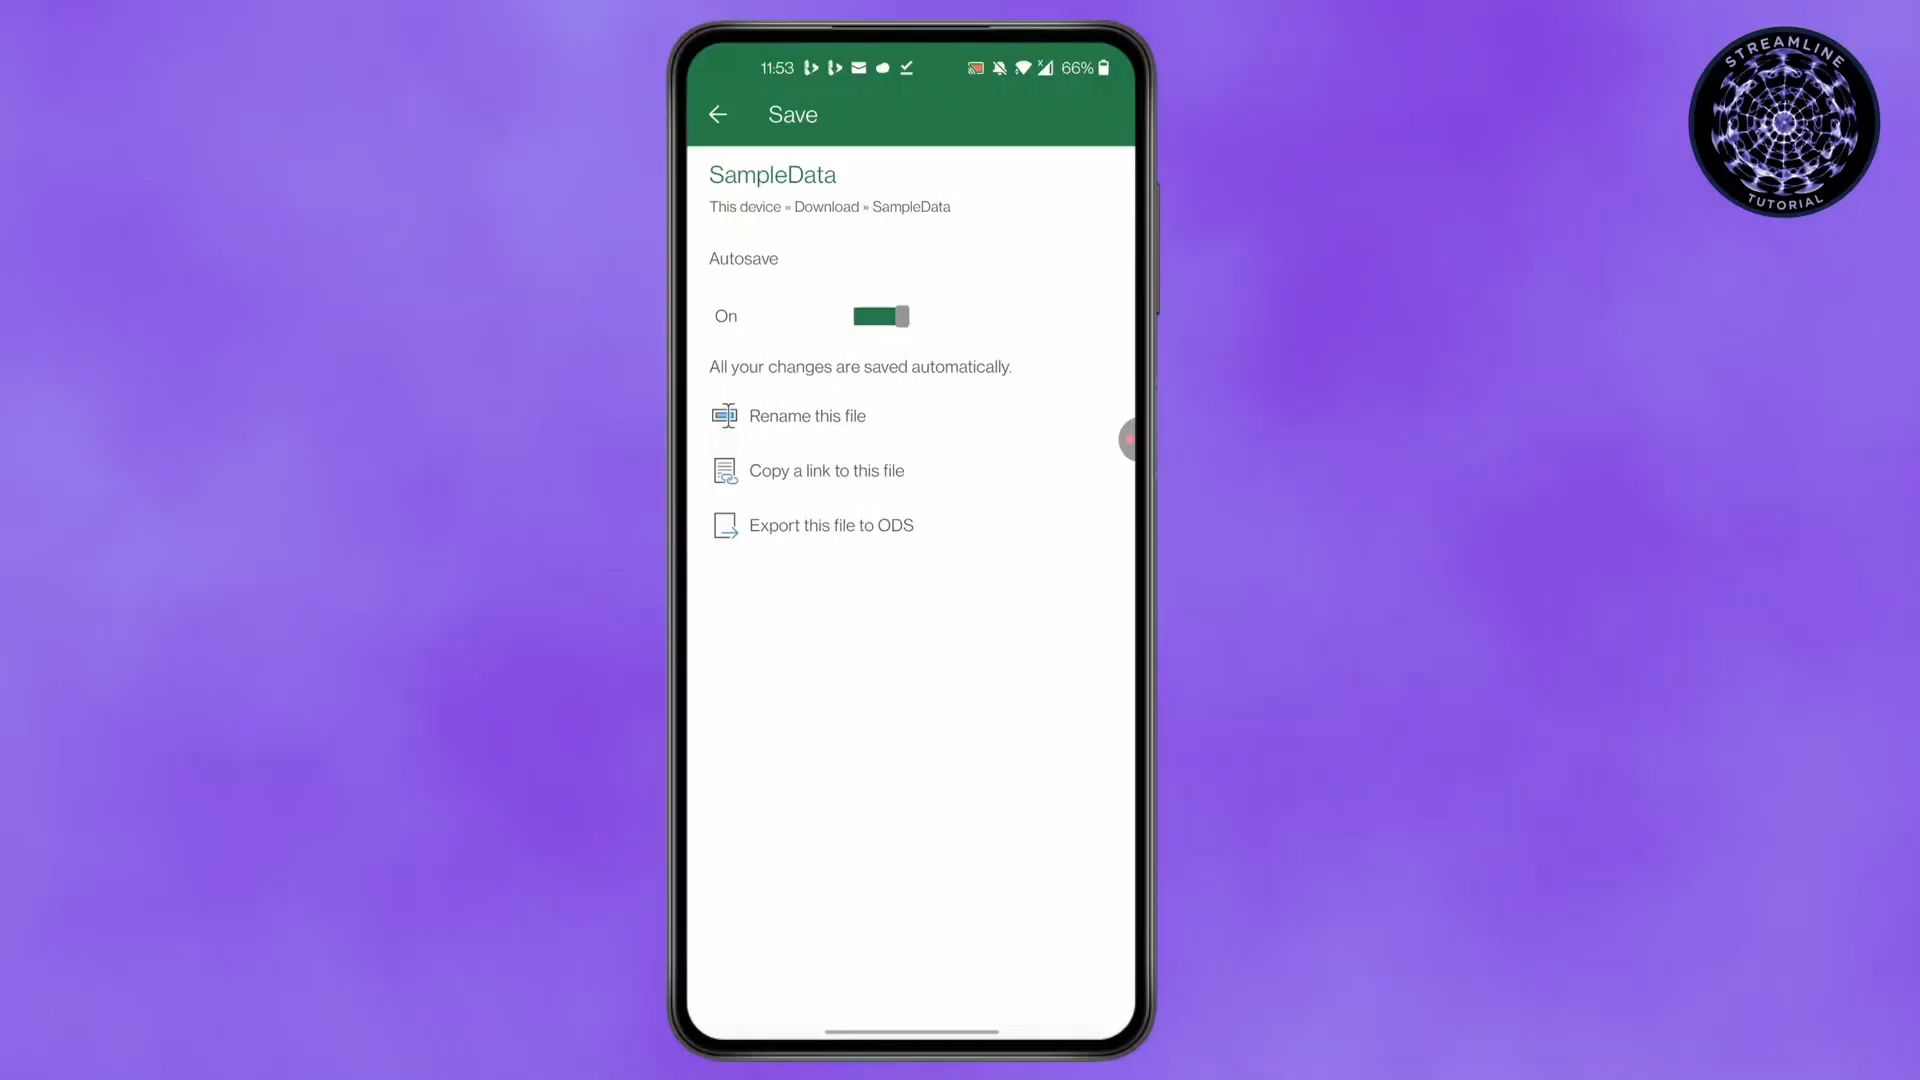 STREAMLINE
TUTORIAL
11:53
66%
Save
SampleData
This device » Download » SampleData
Autosave
On
All your changes are saved automatically.
Rename this file
Copy a link to this file
Export this file to ODS